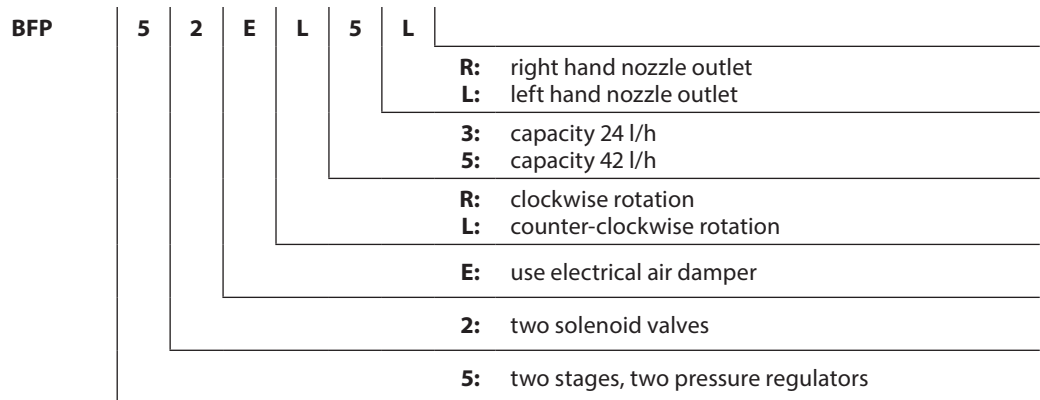 BFP 5 2 E L 5 L
R: right hand nozzle outlet
L: left hand nozzle outlet
3: capacity 24 l/h
5: capacity 42 l/h
R: clockwise rotation
L: counter-clockwise rotation
E: use electrical air damper
2: two solenoid valves
5: two stages, two pressure regulators